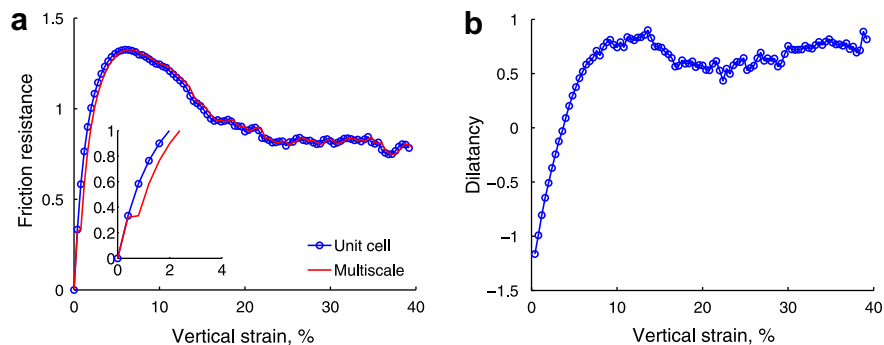 a
Friction resistance
1.5
1
0.5
0
1
0.8
0.6
0.4
0.2
0
0 2 4
Unit cell
Multiscale
0 10 20 30 40
Vertical strain, %
b
Dilatancy
1
0.5
0
−0.5
−1
−1.5
0 10 20 30 40
Vertical strain, %